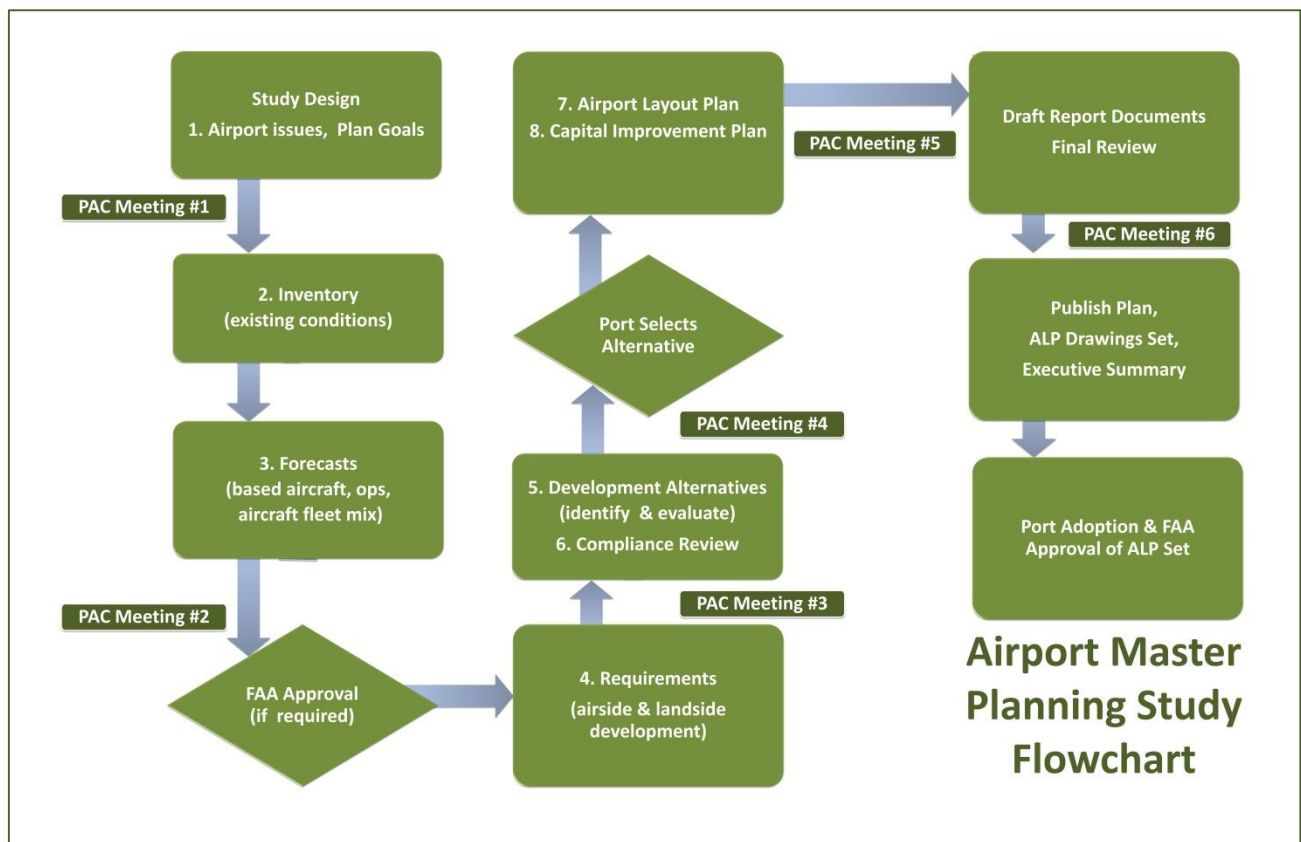 Study Design
1. Airport issues, Plan Goals
PAC Meeting #1
2. Inventory
(existing conditions)
3. Forecasts
(based aircraft, ops,
aircraft fleet mix)
PAC Meeting #2
FAA Approval
(if required)
4. Requirements
(airside & landside
development)
PAC Meeting #3
5. Development Alternatives
(identify & evaluate)
6. Compliance Review
PAC Meeting #4
Port Selects
Alternative
7. Airport Layout Plan
8. Capital Improvement Plan
PAC Meeting #5
Draft Report Documents
Final Review
PAC Meeting #6
Publish Plan,
ALP Drawings Set,
Executive Summary
Port Adoption & FAA
Approval of ALP Set
Airport Master
Planning Study
Flowchart